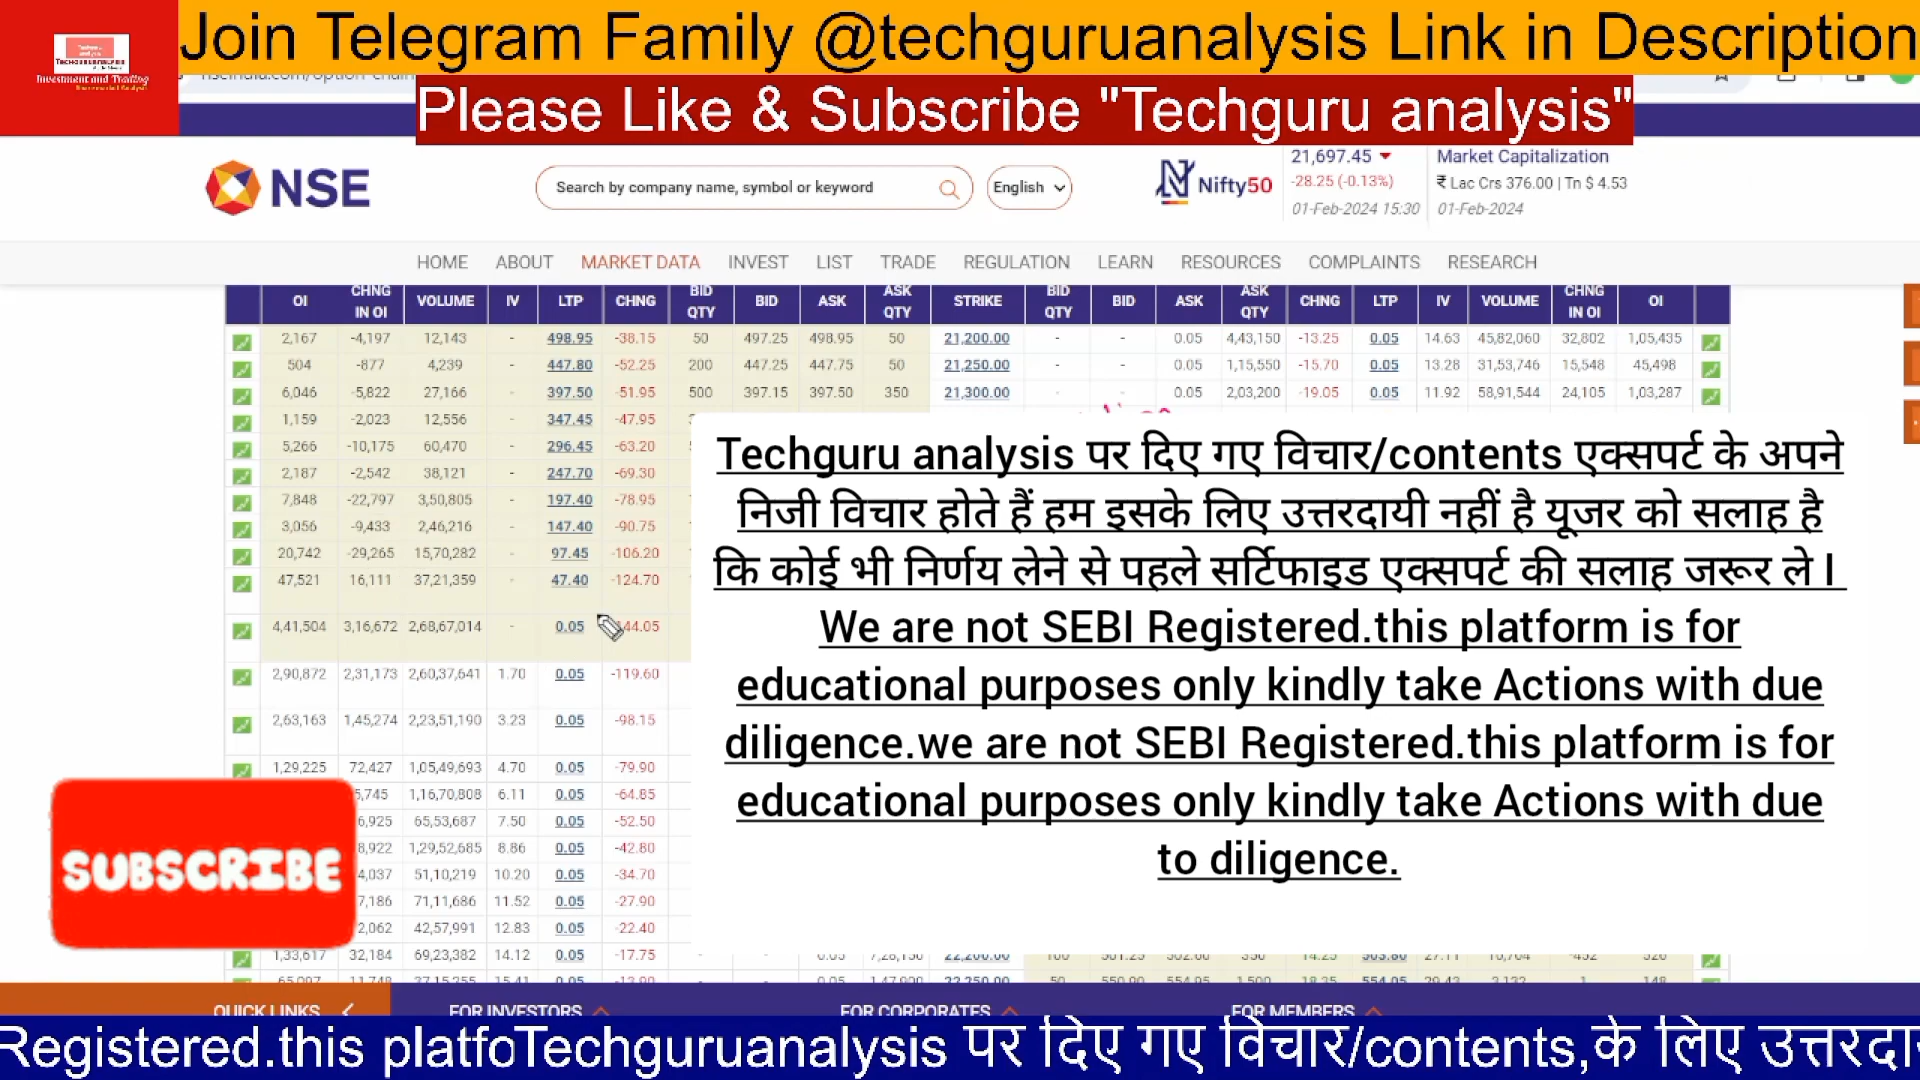 Join Telegram Family @techguruanalysis Link in Description
Please Like & Subscribe "Techguru analysis"
TECHGURUANALYSIS
Investment and Trading
NSE
Search by company name, symbol or keyword
English
Nifty50
21,697.45
-28.25 (-0.13%)
01-Feb-2024 15:30
Market Capitalization
₹ Lac Crs 376.00 | Tn $ 4.53
01-Feb-2024
HOME ABOUT MARKET DATA INVEST LIST TRADE REGULATION LEARN RESOURCES COMPLAINTS RESEARCH
OI CHNG IN OI VOLUME IV LTP CHNG BID QTY BID ASK ASK QTY STRIKE BID QTY BID ASK ASK QTY CHNG LTP IV VOLUME CHNG IN OI OI
2,167 -4,197 12,143 - 498.95 -38.15 50 497.25 498.95 50 21,200.00 - - 0.05 4,43,150 -13.25 0.05 14.63 45,82,060 32,802 1,05,435
504 -877 4,239 - 447.80 -52.25 200 447.25 447.75 50 21,250.00 - - 0.05 1,15,550 -15.70 0.05 13.28 31,53,746 15,548 45,498
6,046 -5,822 27,166 - 397.50 -51.95 500 397.15 397.50 350 21,300.00 - - 0.05 2,03,200 -19.05 0.05 11.92 58,91,544 24,105 1,03,287
1,159 -2,023 12,556 - 347.45 -47.95
5,266 -10,175 60,470 - 296.45 -63.20
2,187 -2,542 38,121 - 247.70 -69.30
7,848 -22,797 3,50,805 - 197.40 -78.95
3,056 -9,433 2,46,216 - 147.40 -90.75
20,742 -29,265 15,70,282 - 97.45 -106.20
47,521 16,111 37,21,359 - 47.40 -124.70
4,41,504 3,16,672 2,68,67,014 - 0.05 44.05
2,90,872 2,31,173 2,60,37,641 1.70 0.05 -119.60
2,63,163 1,45,274 2,23,51,190 3.23 0.05 -98.15
1,29,225 72,427 1,05,49,693 4.70 0.05 -79.90
5,745 1,16,70,808 6.11 0.05 -64.85
6,925 65,53,687 7.50 0.05 -52.50
8,922 1,29,52,685 8.86 0.05 -42.80
4,037 51,10,219 10.20 0.05 -34.70
7,186 71,11,686 11.52 0.05 -27.90
2,062 42,57,991 12.83 0.05 -22.40
1,33,617 32,184 69,23,382 14.12 0.05 -17.75 - - 0.05 22,200.00
Techguru analysis पर दिए गए विचार/contents एक्सपर्ट के अपने
निजी विचार होते हैं हम इसके लिए उत्तरदायी नहीं है यूजर को सलाह है
कि कोई भी निर्णय लेने से पहले सर्टिफाइड एक्सपर्ट की सलाह जरूर ले I
We are not SEBI Registered.this platform is for
educational purposes only kindly take Actions with due
diligence.we are not SEBI Registered.this platform is for
educational purposes only kindly take Actions with due
to diligence.
SUBSCRIBE
QUICK LINKS FOR INVESTORS FOR CORPORATES FOR MEMBERS
Registered.this platfoTechguruanalysis पर दिए गए विचार/contents,के लिए